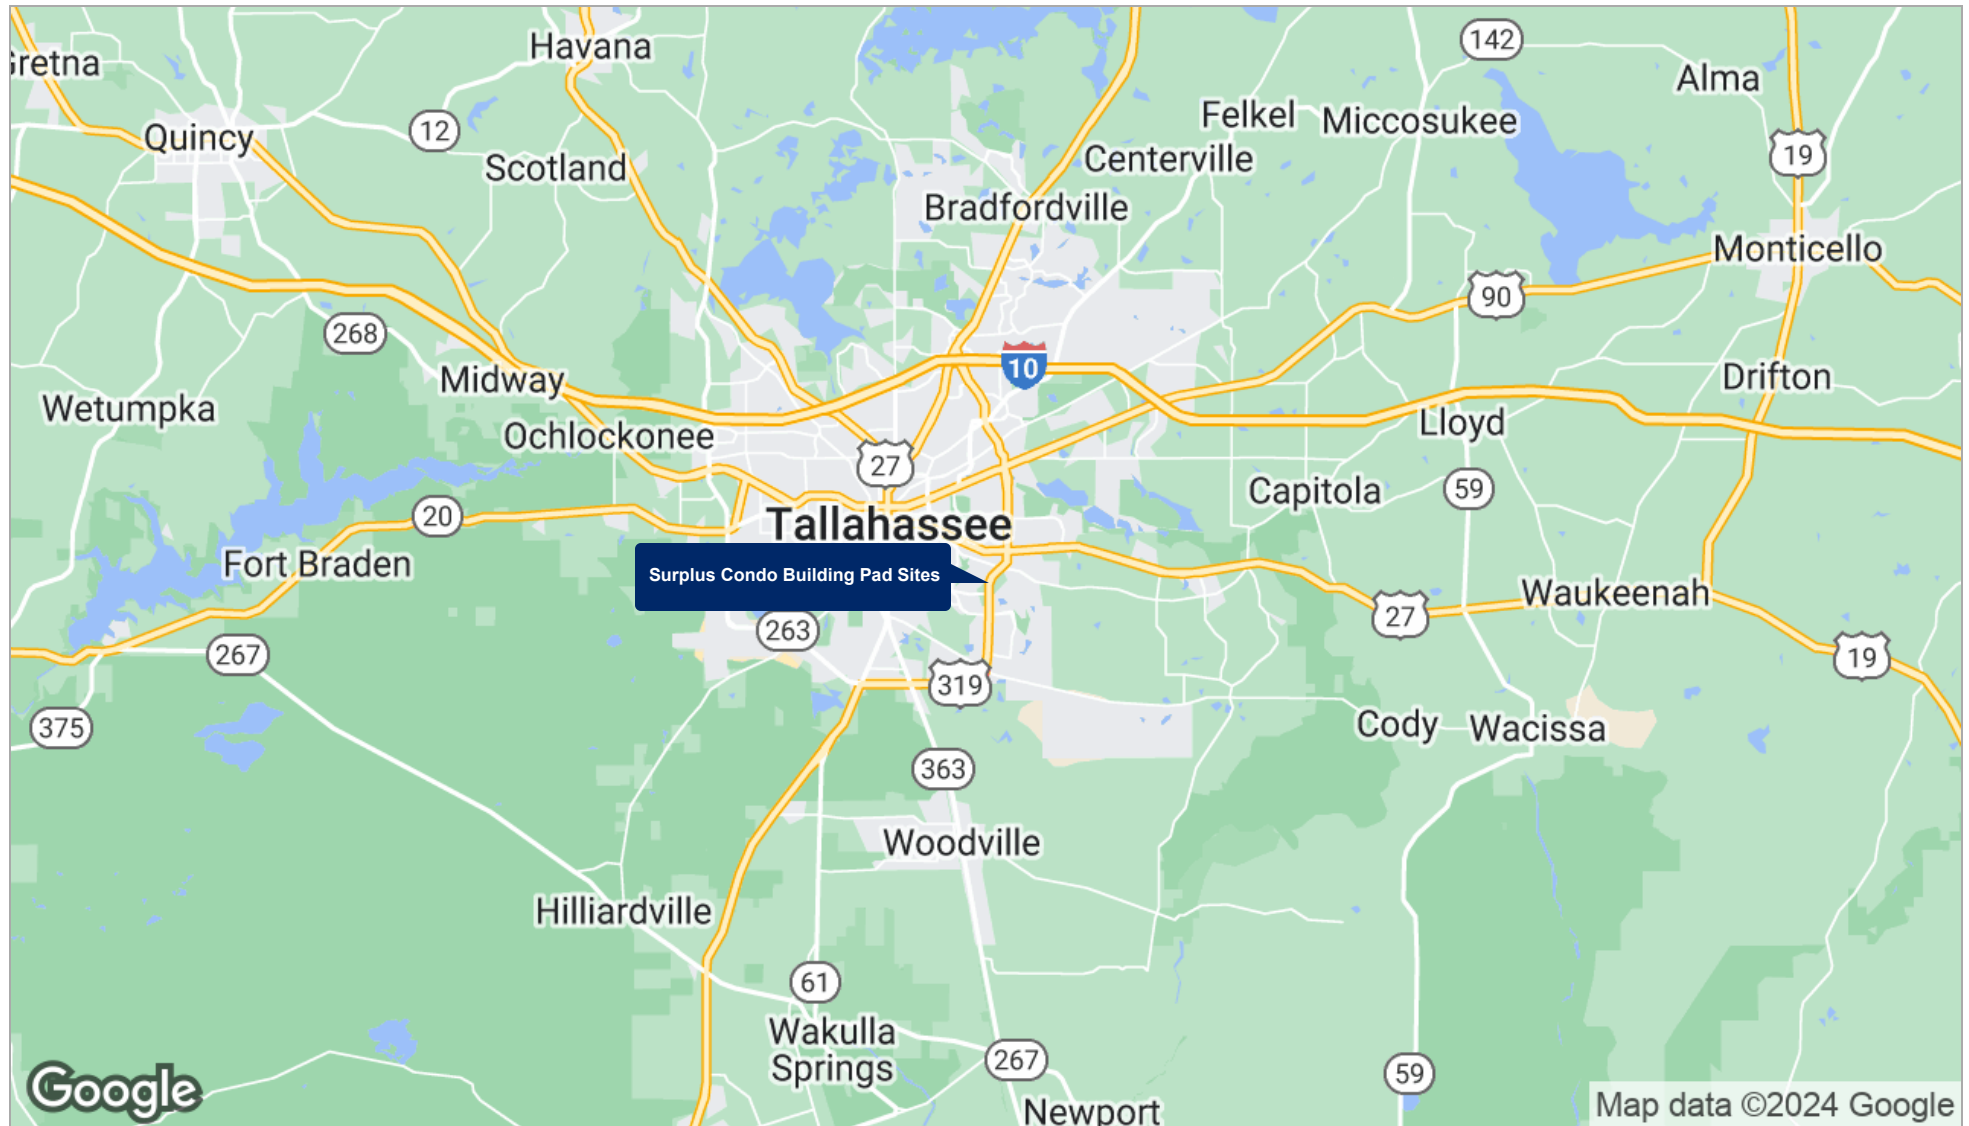 Havana
142
Gretna
Alma
Felkel
Miccosukee
12
Quincy
19
Centerville
Scotland
Bradfordville
Monticello
90
268
10
Midway
Drifton
Wetumpka
Lloyd
Ochlockonee
27
Capitola
59
20
Tallahassee
Fort Braden
Surplus Condo Building Pad Sites
Waukeenah
27
263
267
19
319
375
Cody
Wacissa
363
Woodville
Hilliardville
61
Wakulla
Springs
267
59
Google
Newport
Map data ©2024 Google